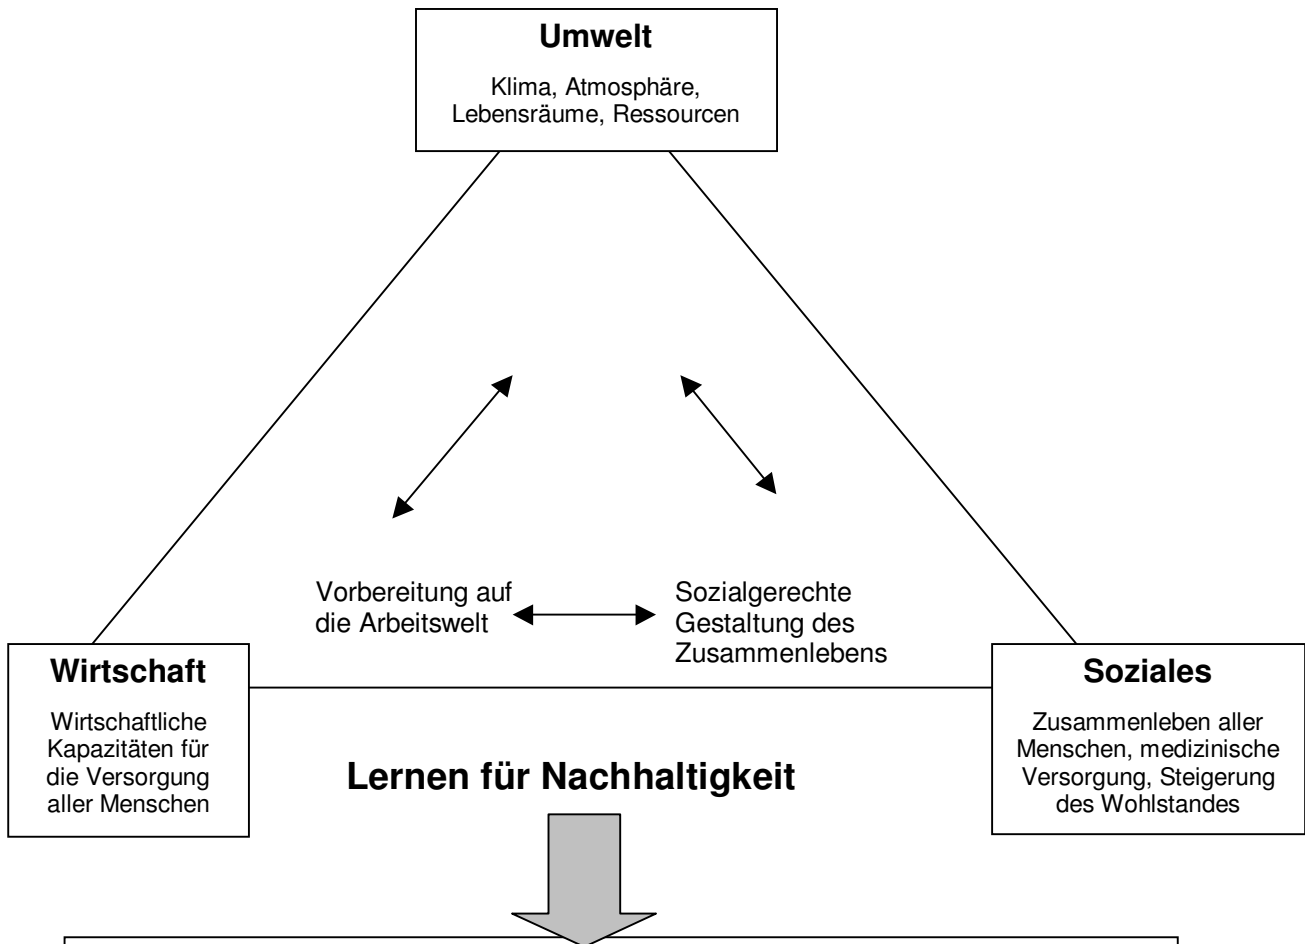 Umwelt
Klima, Atmosphäre,
Lebensräume, Ressourcen
Vorbereitung auf
die Arbeitswelt
Sozialgerechte
Gestaltung des
Zusammenlebens
Wirtschaft
Wirtschaftliche
Kapazitäten für
die Versorgung
aller Menschen
Soziales
Zusammenleben aller
Menschen, medizinische
Versorgung, Steigerung
des Wohlstandes
Lernen für Nachhaltigkeit